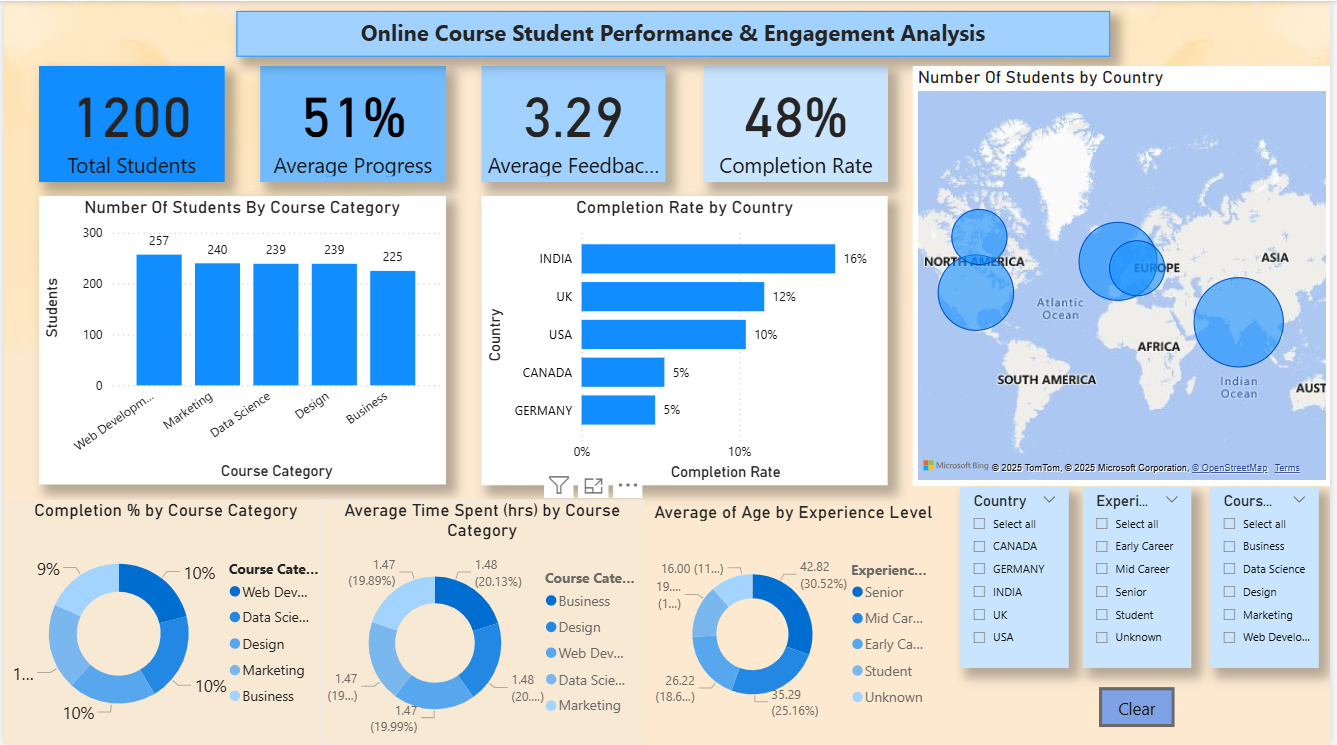 Online Course Student Performance & Engagement Analysis
1200
Total Students
51%
Average Progress
3.29
Average Feedbac...
48%
Completion Rate
Number Of Students by Country
NORTH AMERICA
EUROPE
ASIA
Atlantic
Ocean
AFRICA
SOUTH AMERICA
Indian
Ocean
AUST
Microsoft Bing
© 2025 TomTom, © 2025 Microsoft Corporation, © OpenStreetMap Terms
Number Of Students By Course Category
Students
300
200
100
0
257
240
239
239
225
Web Developm...
Marketing
Data Science
Design
Business
Course Category
Completion Rate by Country
Country
INDIA
16%
UK
12%
USA
10%
CANADA
5%
GERMANY
5%
0%
10%
Completion Rate
Completion % by Course Category
9%
10%
1...
10%
10%
Course Cate...
Web Dev...
Data Scie...
Design
Marketing
Business
Average Time Spent (hrs) by Course
Category
1.47
(19.89%)
1.48
(20.13%)
1.47
(19...)
1.48
(20....)
1.47
(19.99%)
Course Cate...
Business
Design
Web Dev...
Data Scie...
Marketing
Average of Age by Experience Level
16.00 (11...)
42.82
(30.52%)
19....
(1...)
26.22
(18.6...)
35.29
(25.16%)
Experienc...
Senior
Mid Car...
Early Ca...
Student
Unknown
Country
Select all
CANADA
GERMANY
INDIA
UK
USA
Experi...
Select all
Early Career
Mid Career
Senior
Student
Unknown
Cours...
Select all
Business
Data Science
Design
Marketing
Web Develo...
Clear